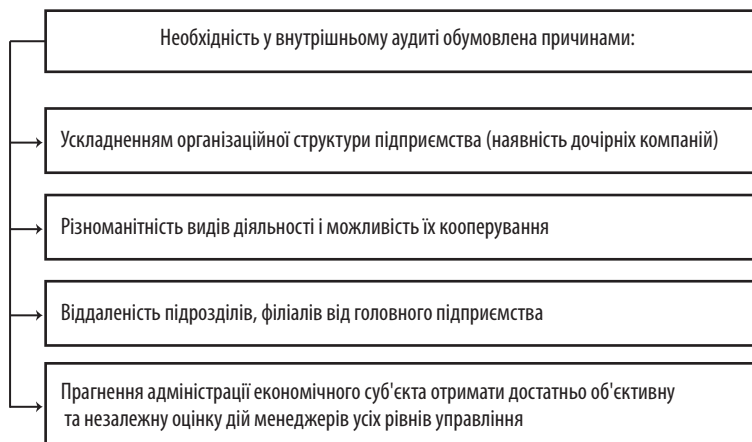 Необхідність у внутрішньому аудиті обумовлена причинами:
Ускладненням організаційної структури підприємства (наявність дочірніх компаній)
Різноманітність видів діяльності і можливість їх кооперування
Віддаленість підрозділів, філіалів від головного підприємства
Прагнення адміністрації економічного суб'єкта отримати достатньо об'єктивну
та незалежну оцінку дій менеджерів усіх рівнів управління